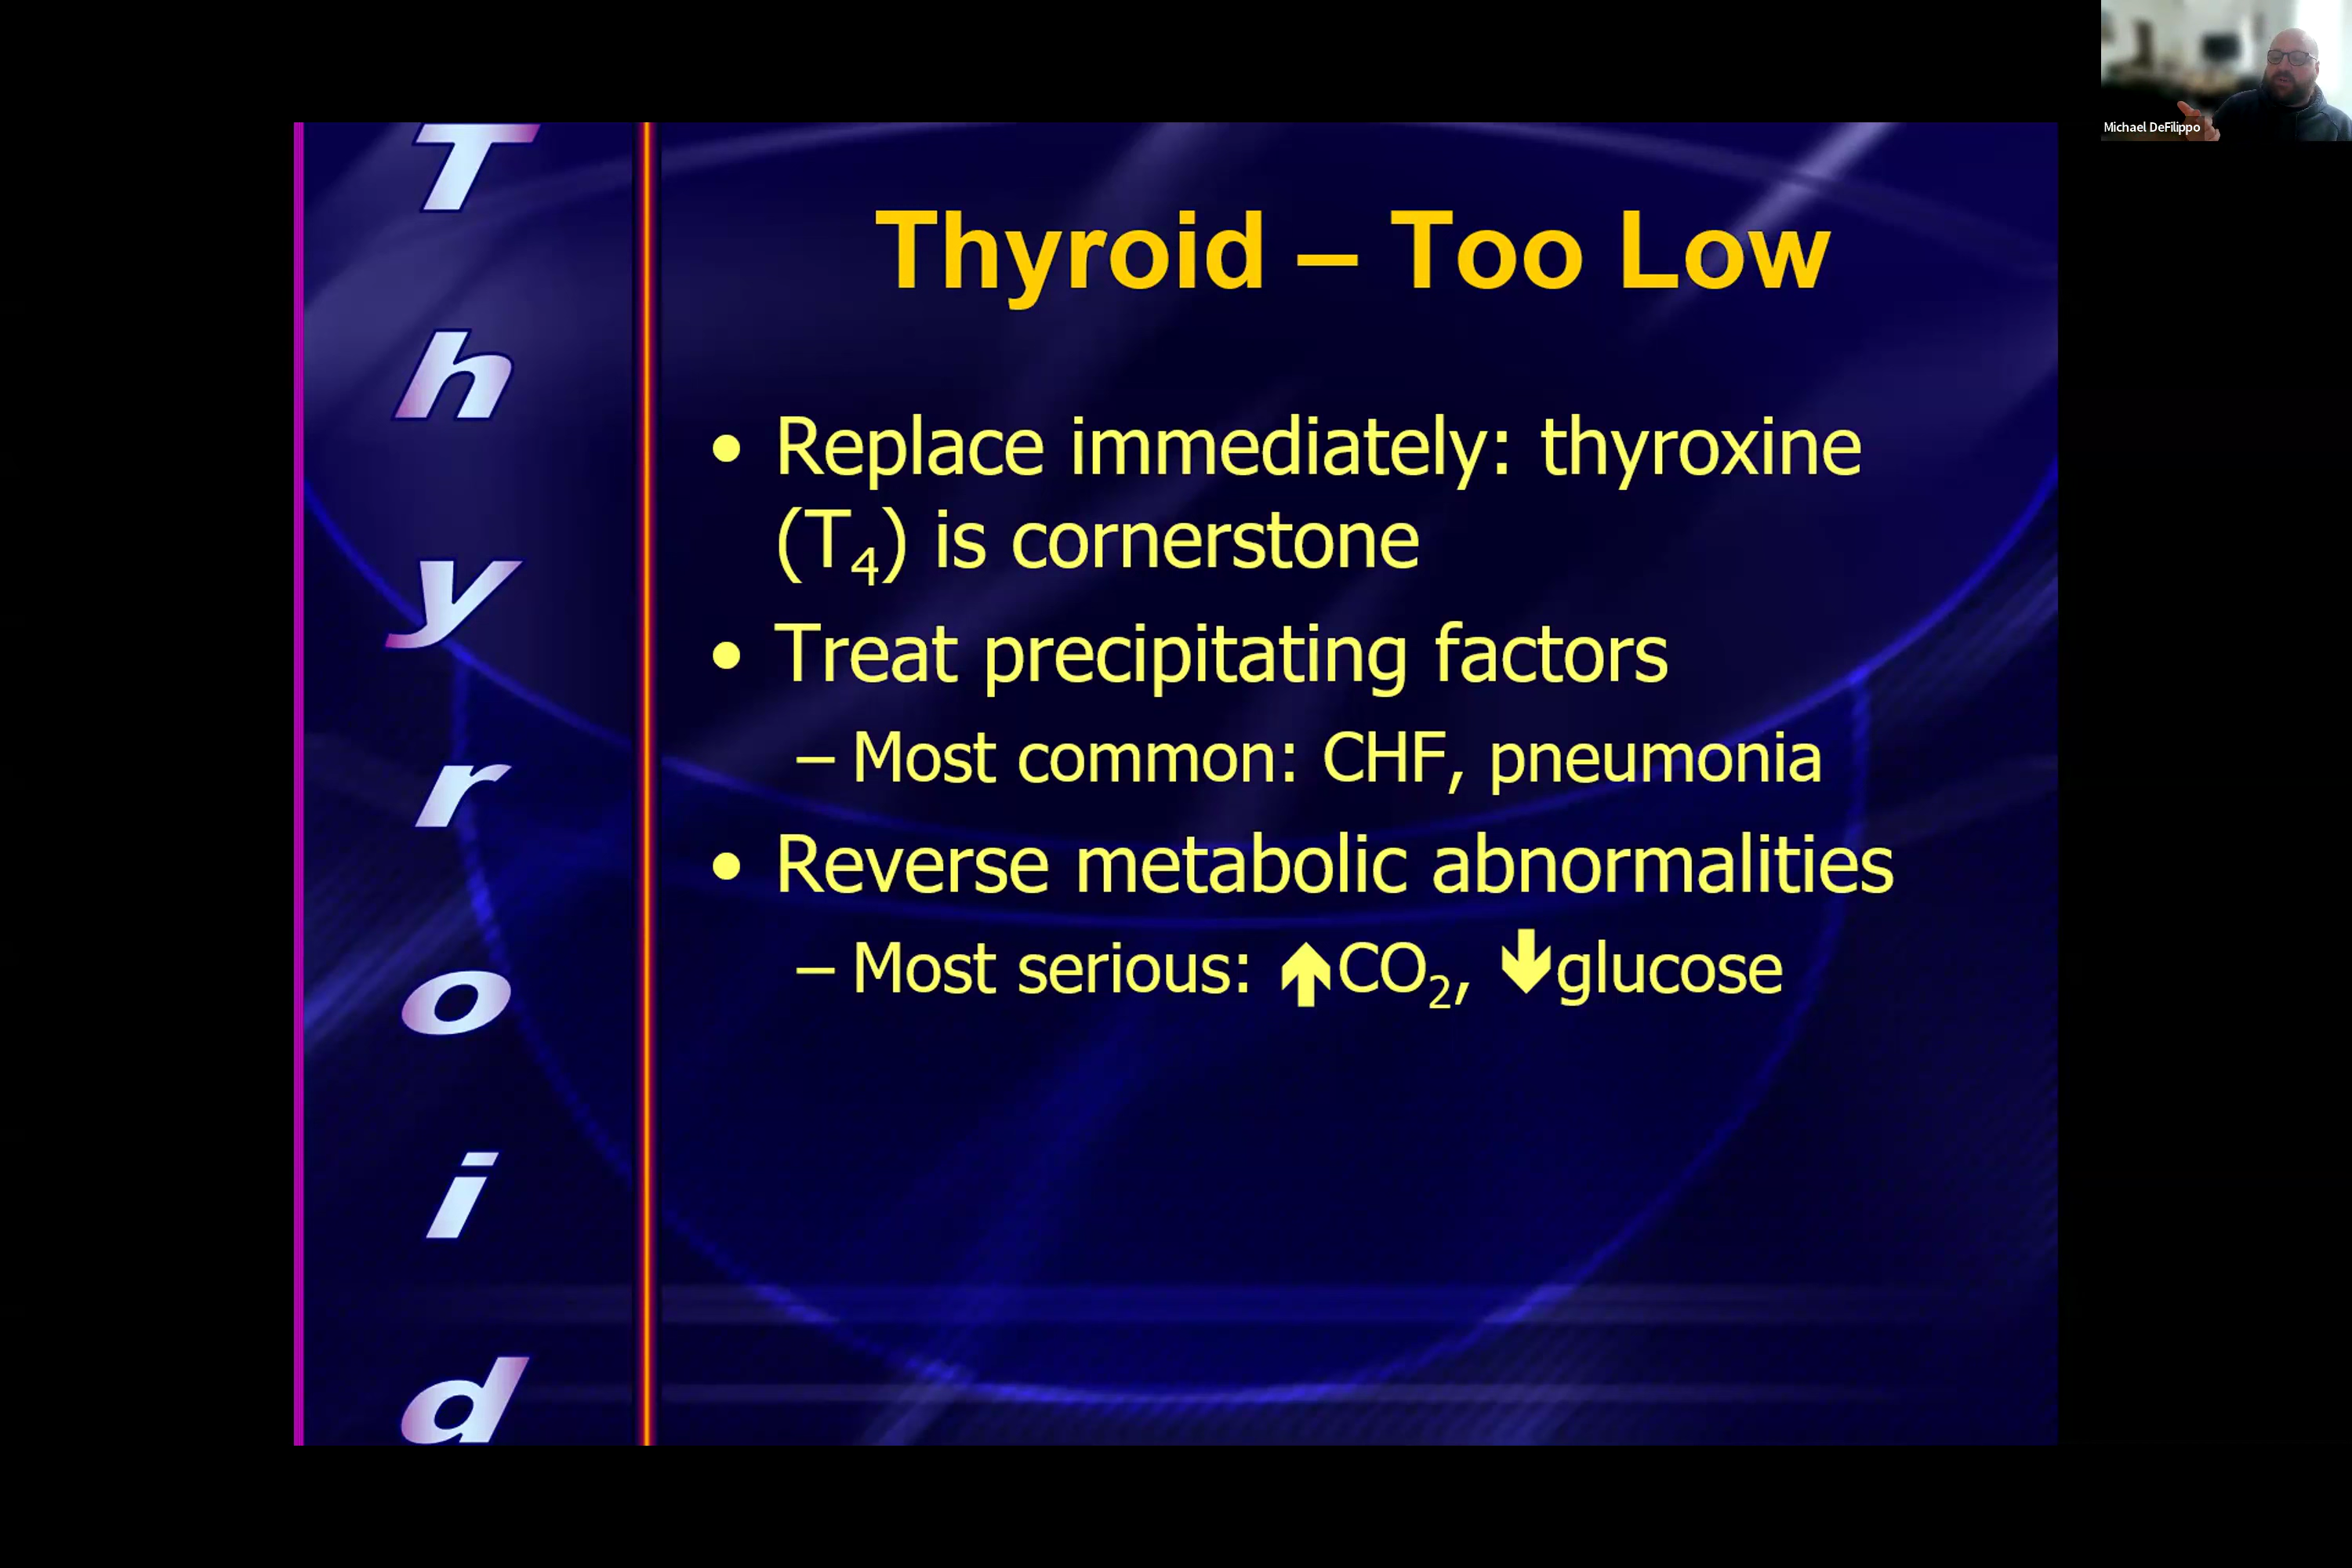 Thyroid
Thyroid – Too Low
• Replace immediately: thyroxine
(T₄) is cornerstone
• Treat precipitating factors
– Most common: CHF, pneumonia
• Reverse metabolic abnormalities
– Most serious: ⬆CO₂, ⬇glucose
Michael DeFilippo